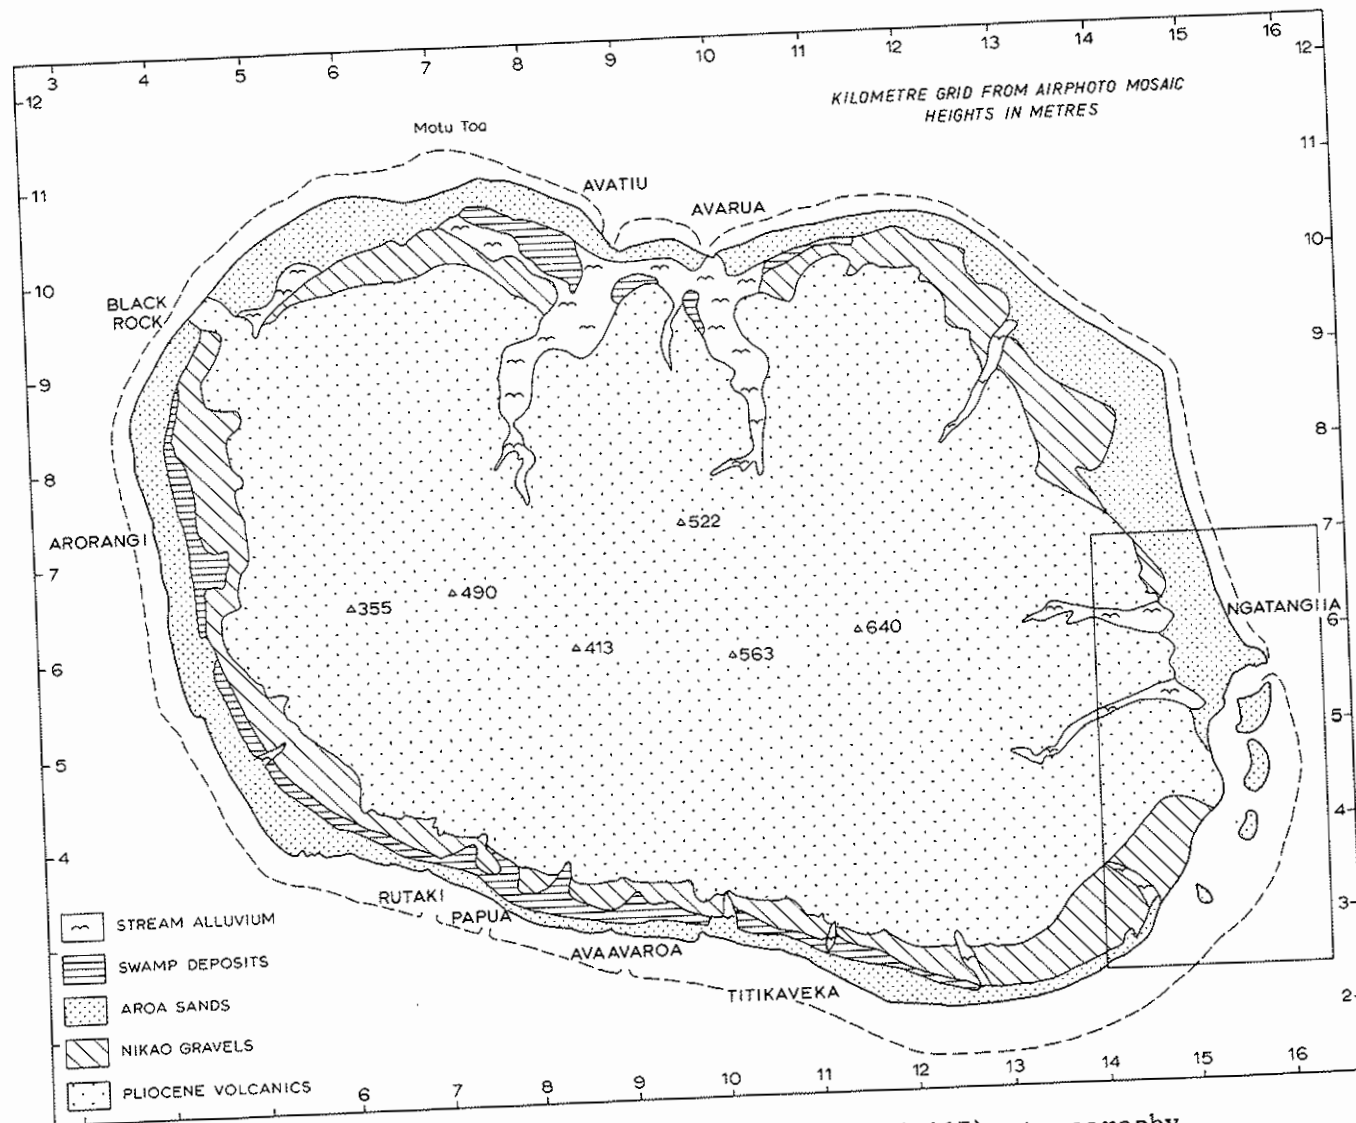 3 4 5 6 7 8 9 10 11 12 13 14 15 16
12 12
KILOMETRE GRID FROM AIRPHOTO MOSAIC
HEIGHTS IN METRES
Motu Toa
11
AVATIU
11
AVARUA
10
10
BLACK
ROCK
9
9
8
8
522
7
ARORANGI
7
490
355
NGATANGIIA
6
640
413
563
6
5
5
4
4
RUTAKI
3
PAPUA
STREAM ALLUVIUM
AVAAVAROA
SWAMP DEPOSITS
TITIKAVEKA
2
AROA SANDS
NIKAO GRAVELS
PLIOCENE VOLCANICS
6 7 8 9 10 11 12 13 14 15 16